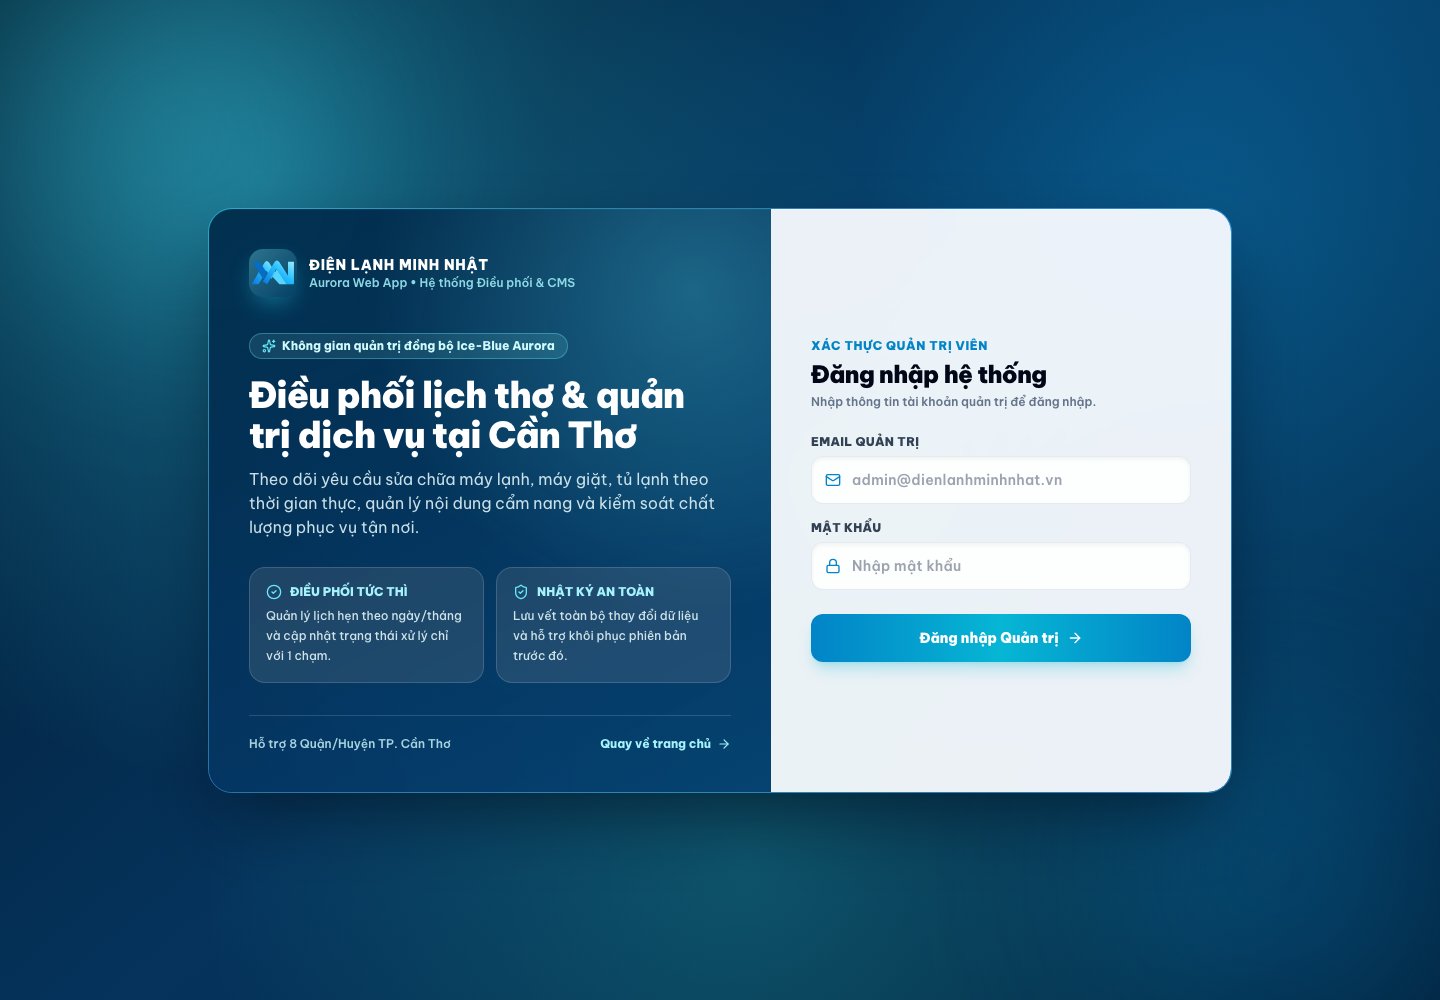 ĐIỆN LẠNH MINH NHẬT
Aurora Web App • Hệ thống Điều phối & CMS
Không gian quản trị đồng bộ Ice-Blue Aurora
Điều phối lịch thợ & quản
trị dịch vụ tại Cần Thơ
Theo dõi yêu cầu sửa chữa máy lạnh, máy giặt, tủ lạnh theo
thời gian thực, quản lý nội dung cẩm nang và kiểm soát chất
lượng phục vụ tận nơi.
ĐIỀU PHỐI TỨC THÌ
Quản lý lịch hẹn theo ngày/tháng
và cập nhật trạng thái xử lý chỉ
với 1 chạm.
NHẬT KÝ AN TOÀN
Lưu vết toàn bộ thay đổi dữ liệu
và hỗ trợ khôi phục phiên bản
trước đó.
Hỗ trợ 8 Quận/Huyện TP. Cần Thơ
Quay về trang chủ
XÁC THỰC QUẢN TRỊ VIÊN
Đăng nhập hệ thống
Nhập thông tin tài khoản quản trị để đăng nhập.
EMAIL QUẢN TRỊ
admin@dienlanhminhnhat.vn
MẬT KHẨU
Nhập mật khẩu
Đăng nhập Quản trị